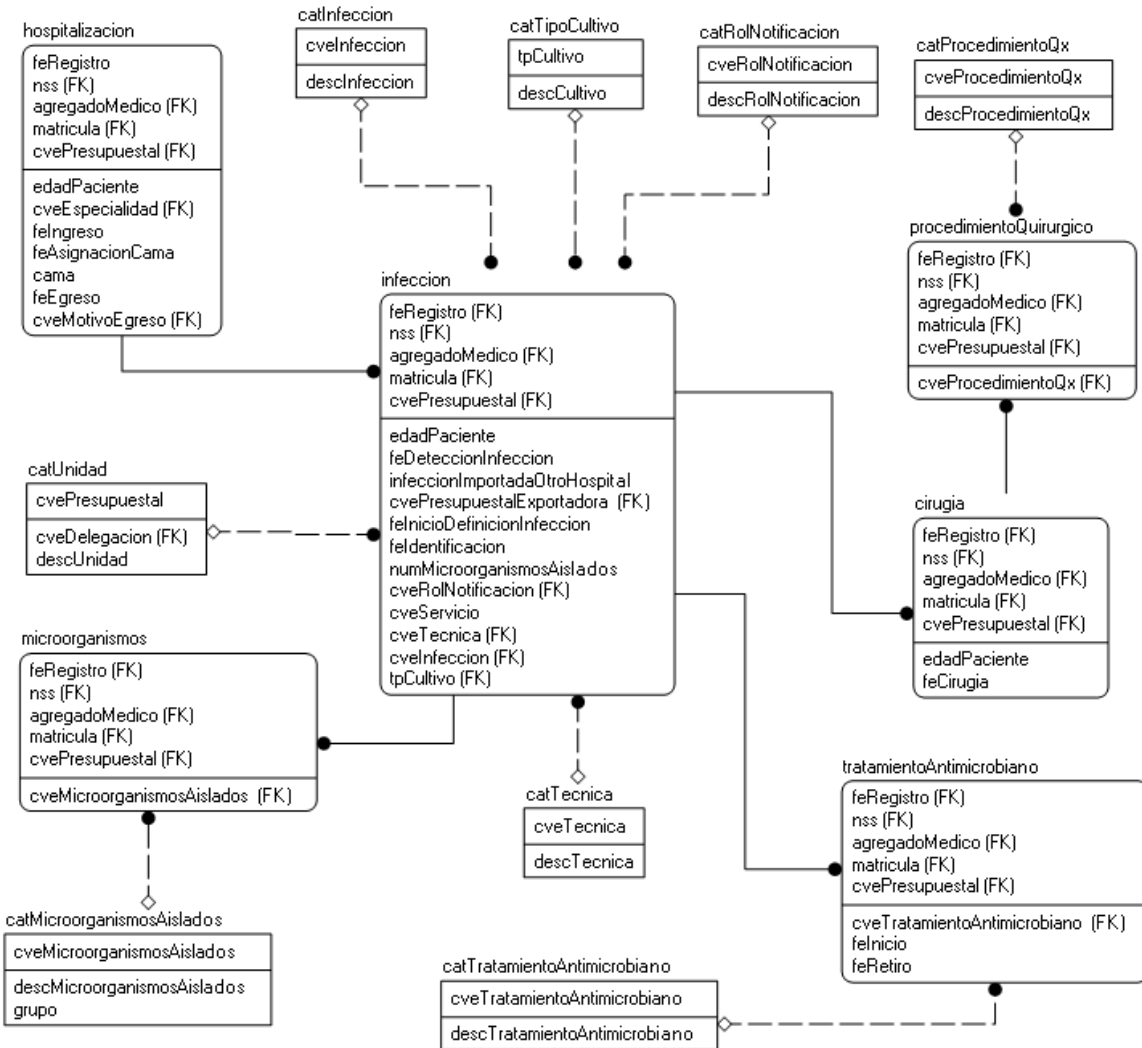 hospitalizacion
feRegistro
nss (FK)
agregadoMedico (FK)
matricula (FK)
cvePresupuestal (FK)
edadPaciente
cveEspecialidad (FK)
feIngreso
feAsignacionCama
cama
feEgreso
cveMotivoEgreso (FK)
catInfeccion
cveInfeccion
descInfeccion
catTipoCultivo
tpCultivo
descCultivo
catRolNotificacion
cveRolNotificacion
descRolNotificacion
catProcedimientoQx
cveProcedimientoQx
descProcedimientoQx
procedimientoQuirurgico
feRegistro (FK)
nss (FK)
agregadoMedico (FK)
matricula (FK)
cvePresupuestal (FK)
cveProcedimientoQx (FK)
infeccion
feRegistro (FK)
nss (FK)
agregadoMedico (FK)
matricula (FK)
cvePresupuestal (FK)
edadPaciente
feDeteccionInfeccion
infeccionImportadaOtroHospital
cvePresupuestalExportadora (FK)
feInicioDefinicionInfeccion
feIdentificacion
numMicroorganismosAislados
cveRolNotificacion (FK)
cveServicio
cveTecnica (FK)
cveInfeccion (FK)
tpCultivo (FK)
catUnidad
cvePresupuestal
cveDelegacion (FK)
descUnidad
cirugia
feRegistro (FK)
nss (FK)
agregadoMedico (FK)
matricula (FK)
cvePresupuestal (FK)
edadPaciente
feCirugia
microorganismos
feRegistro (FK)
nss (FK)
agregadoMedico (FK)
matricula (FK)
cvePresupuestal (FK)
cveMicroorganismosAislados (FK)
catTecnica
cveTecnica
descTecnica
tratamientoAntimicrobiano
feRegistro (FK)
nss (FK)
agregadoMedico (FK)
matricula (FK)
cvePresupuestal (FK)
cveTratamientoAntimicrobiano (FK)
feInicio
feRetiro
catMicroorganismosAislados
cveMicroorganismosAislados
descMicroorganismosAislados
grupo
catTratamientoAntimicrobiano
cveTratamientoAntimicrobiano
descTratamientoAntimicrobiano